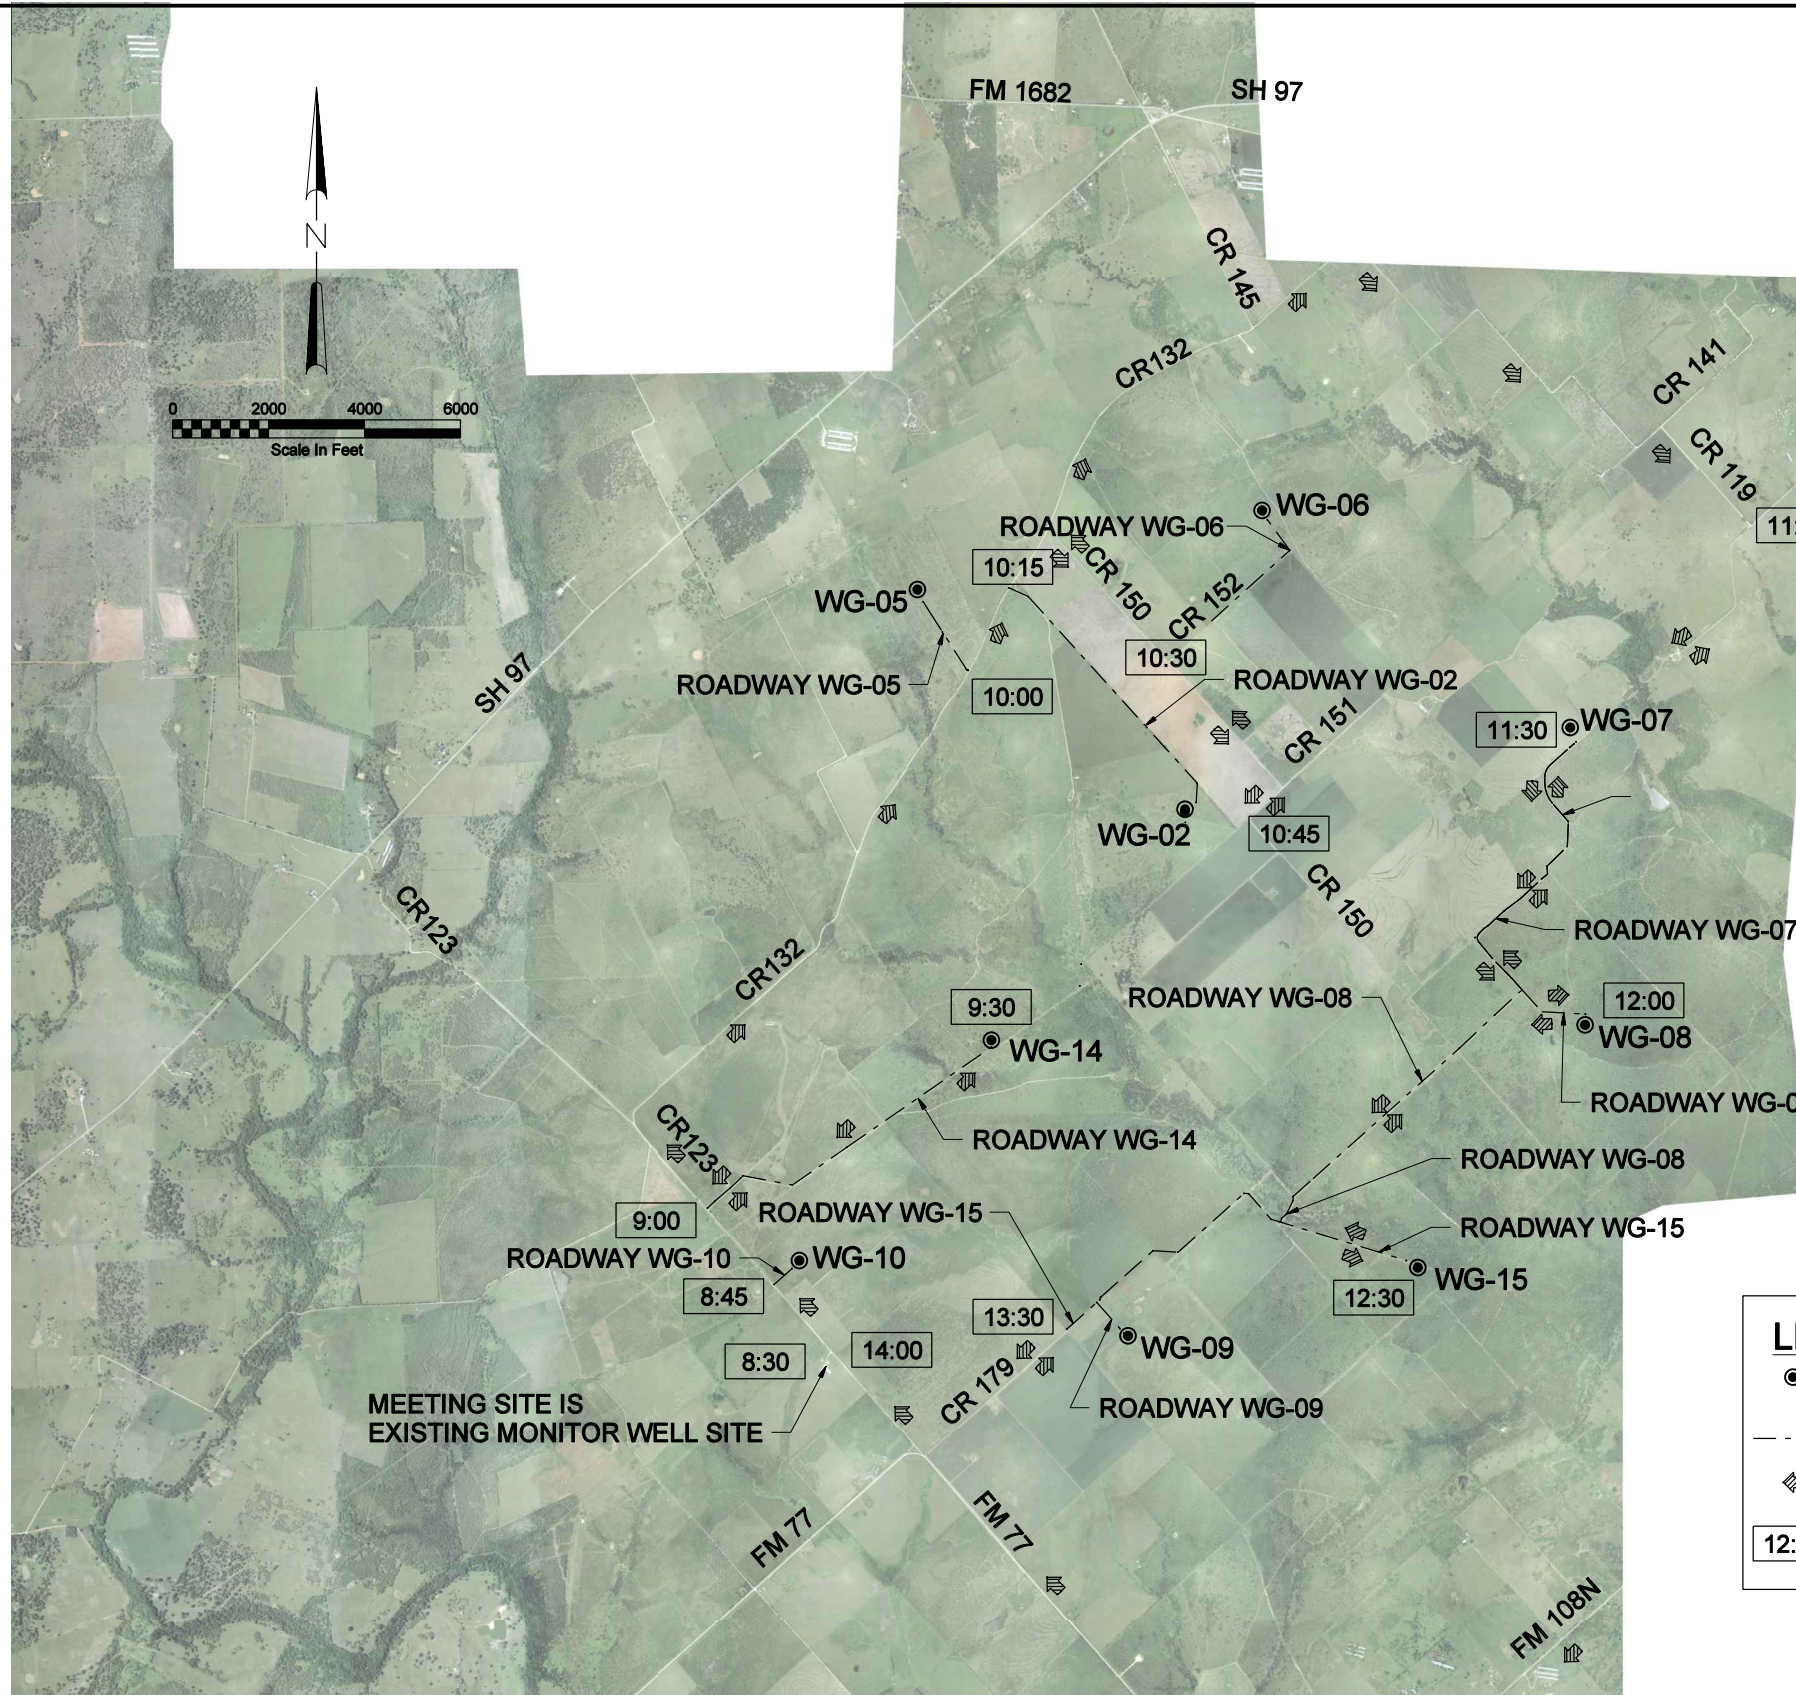 FM 1682
SH 97
N
CR 145
0 2000 4000 6000
Scale In Feet
CR132
CR 141
CR 119
WG-06
ROADWAY WG-06
11:
10:15
CR 150
WG-05
CR 152
10:30
ROADWAY WG-05
ROADWAY WG-02
SH 97
10:00
CR 151
WG-07
11:30
WG-02
10:45
CR 150
CR123
ROADWAY WG-07
CR132
ROADWAY WG-08
12:00
9:30
WG-08
WG-14
ROADWAY WG-0
CR123
ROADWAY WG-14
ROADWAY WG-08
9:00
ROADWAY WG-15
ROADWAY WG-15
ROADWAY WG-10
WG-10
WG-15
8:45
12:30
13:30
14:00
WG-09
8:30
CR 179
MEETING SITE IS
EXISTING MONITOR WELL SITE
ROADWAY WG-09
FM 77
FM 77
FM 108N
12: